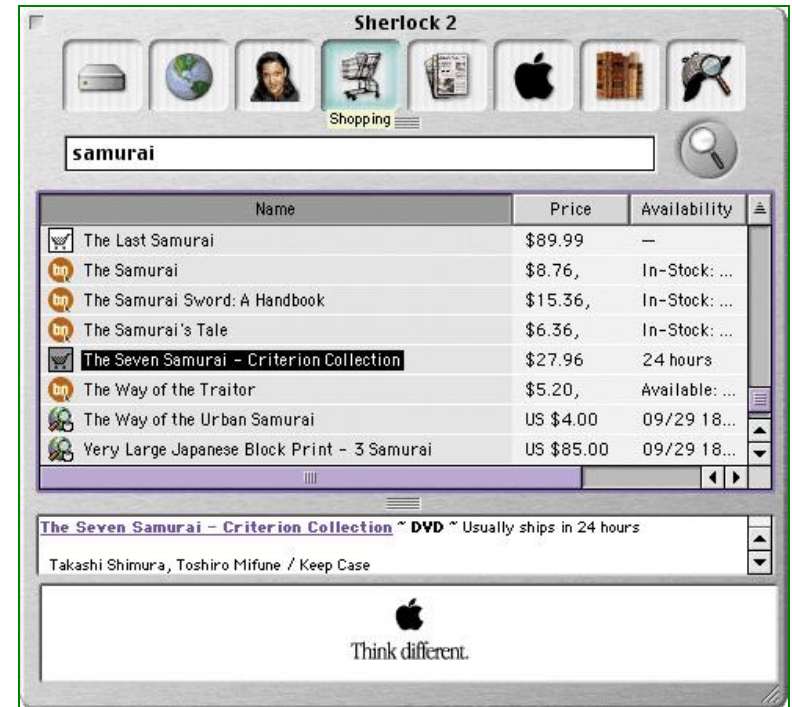 Sherlock 2
Shopping
samurai
Name Price Availability
The Last Samurai $89.99 —
The Samurai $8.76, In-Stock: ...
The Samurai Sword: A Handbook $15.36, In-Stock: ...
The Samurai's Tale $6.36, In-Stock: ...
The Seven Samurai - Criterion Collection $27.96 24 hours
The Way of the Traitor $5.20, Available: ...
The Way of the Urban Samurai US $4.00 09/29 18...
Very Large Japanese Block Print - 3 Samurai US $85.00 09/29 18...
The Seven Samurai - Criterion Collection ~ DVD ~ Usually ships in 24 hours
Takashi Shimura, Toshiro Mifune / Keep Case
Think different.